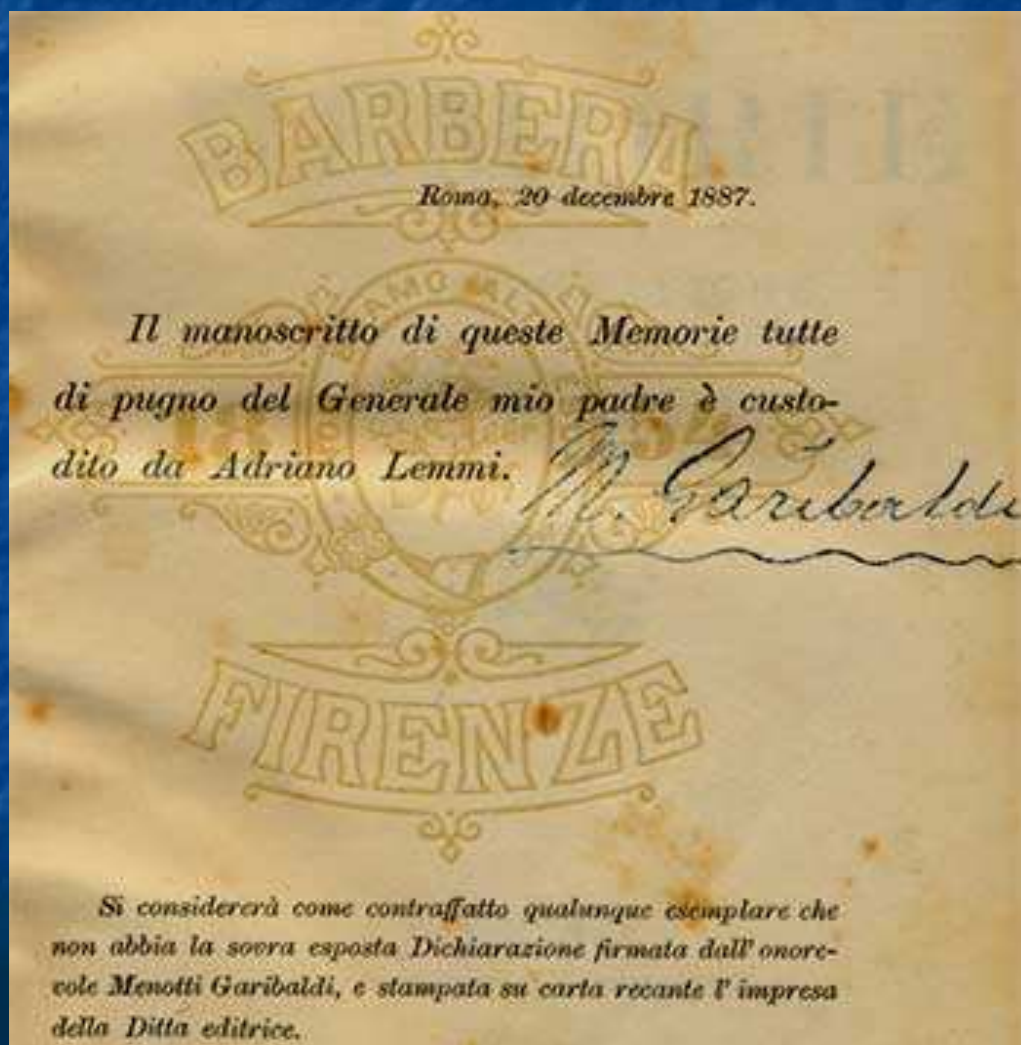 BARBÈRA
Roma, 20 decembre 1887.
Il manoscritto di queste Memorie tutte
di pugno del Generale mio padre è custo-
dito da Adriano Lemmi.
M. Garibaldi
FIRENZE
Si considererà come contraffatto qualunque esemplare che
non abbia la sovra esposta Dichiarazione firmata dall' onore-
vole Menotti Garibaldi, e stampata su carta recante l' impresa
della Ditta editrice.